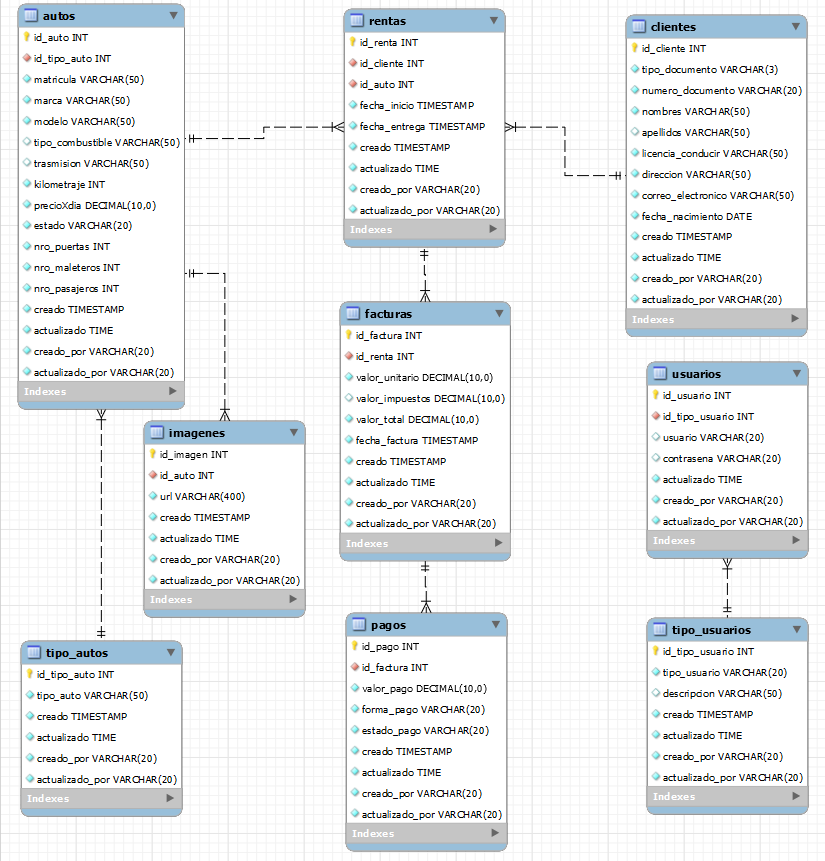 autos
id_auto INT
id_tipo_auto INT
matricula VARCHAR(50)
marca VARCHAR(50)
modelo VARCHAR(50)
tipo_combustible VARCHAR(50)
trasmision VARCHAR(50)
kilometraje INT
precioXdia DECIMAL(10,0)
estado VARCHAR(20)
nro_puertas INT
nro_maleteros INT
nro_pasajeros INT
creado TIMESTAMP
actualizado TIME
creado_por VARCHAR(20)
actualizado_por VARCHAR(20)
Indexes
rentas
id_renta INT
id_cliente INT
id_auto INT
fecha_inicio TIMESTAMP
fecha_entrega TIMESTAMP
creado TIMESTAMP
actualizado TIME
creado_por VARCHAR(20)
actualizado_por VARCHAR(20)
Indexes
clientes
id_cliente INT
tipo_documento VARCHAR(3)
numero_documento VARCHAR(20)
nombres VARCHAR(50)
apellidos VARCHAR(50)
licencia_conducir VARCHAR(50)
direccion VARCHAR(50)
correo_electronico VARCHAR(50)
fecha_nacimiento DATE
creado TIMESTAMP
actualizado TIME
creado_por VARCHAR(20)
actualizado_por VARCHAR(20)
Indexes
imagenes
id_imagen INT
id_auto INT
url VARCHAR(400)
creado TIMESTAMP
actualizado TIME
creado_por VARCHAR(20)
actualizado_por VARCHAR(20)
Indexes
facturas
id_factura INT
id_renta INT
valor_unitario DECIMAL(10,0)
valor_impuestos DECIMAL(10,0)
valor_total DECIMAL(10,0)
fecha_factura TIMESTAMP
creado TIMESTAMP
actualizado TIME
creado_por VARCHAR(20)
actualizado_por VARCHAR(20)
Indexes
usuarios
id_usuario INT
id_tipo_usuario INT
usuario VARCHAR(20)
contrasena VARCHAR(20)
actualizado TIME
creado_por VARCHAR(20)
actualizado_por VARCHAR(20)
Indexes
tipo_autos
id_tipo_auto INT
tipo_auto VARCHAR(50)
creado TIMESTAMP
actualizado TIME
creado_por VARCHAR(20)
actualizado_por VARCHAR(20)
Indexes
pagos
id_pago INT
id_factura INT
valor_pago DECIMAL(10,0)
forma_pago VARCHAR(20)
estado_pago VARCHAR(20)
creado TIMESTAMP
actualizado TIME
creado_por VARCHAR(20)
actualizado_por VARCHAR(20)
Indexes
tipo_usuarios
id_tipo_usuario INT
tipo_usuario VARCHAR(20)
descripcion VARCHAR(50)
creado TIMESTAMP
actualizado TIME
creado_por VARCHAR(20)
actualizado_por VARCHAR(20)
Indexes